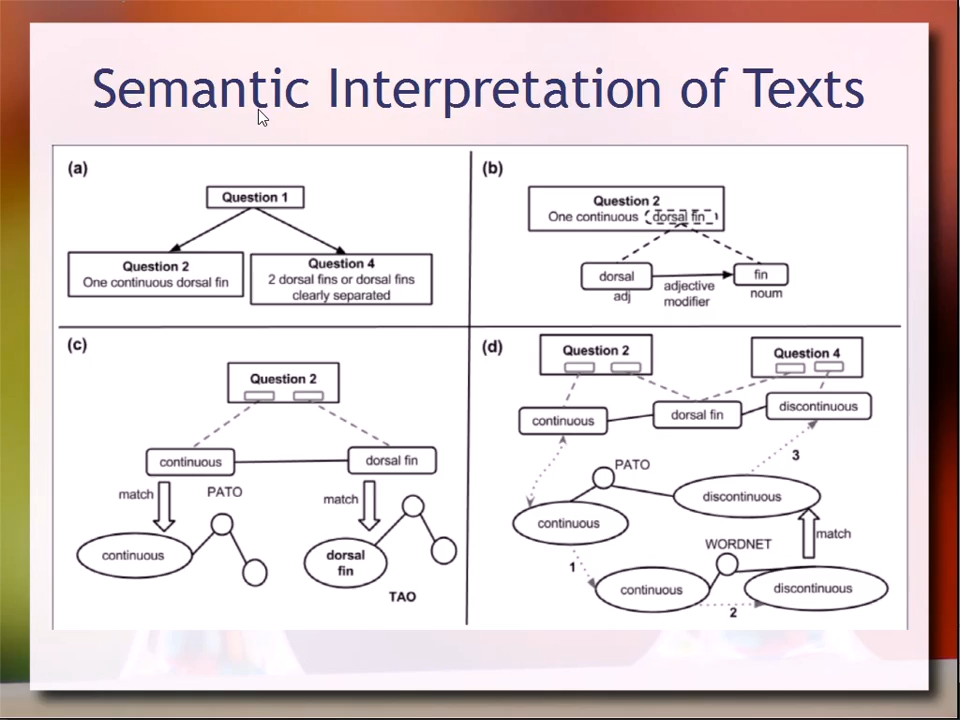 Semantic Interpretation of Texts
(a)
Question 1
Question 2
One continuous dorsal fin
Question 4
2 dorsal fins or dorsal fins
clearly separated
(b)
Question 2
One continuous dorsal fin
dorsal
adj
adjective
modifier
fin
noum
(c)
Question 2
continuous
dorsal fin
match
PATO
match
continuous
dorsal
fin
TAO
(d)
Question 2
Question 4
continuous
dorsal fin
discontinuous
3
PATO
continuous
discontinuous
match
WORDNET
1
continuous
discontinuous
2